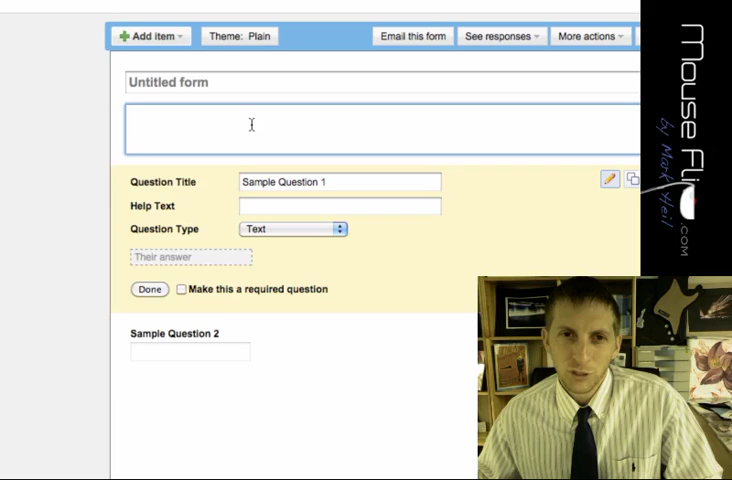 Add item
Theme: Plain
Email this form
See responses
More actions
Untitled form
Question Title
Sample Question 1
Help Text
Question Type
Text
Their answer
Done
Make this a required question
Sample Question 2
Mouse Flip
.COM
by Mark Heil